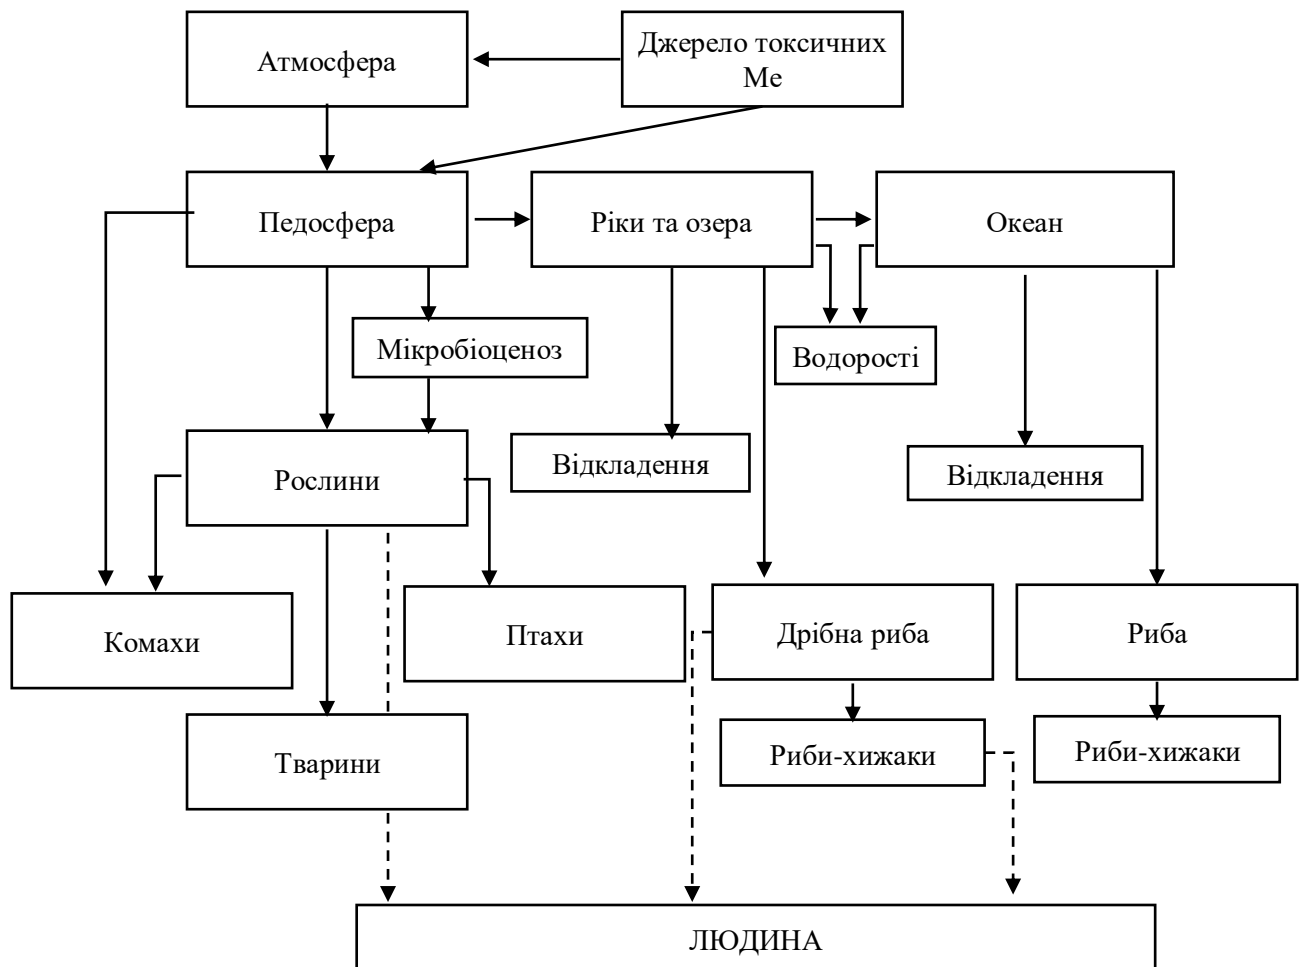 Атмосфера
Джерело токсичних
Ме
Педосфера
Ріки та озера
Океан
Мікробіоценоз
Водорості
Рослини
Відкладення
Відкладення
Комахи
Птахи
Дрібна риба
Риба
Тварини
Риби-хижаки
Риби-хижаки
ЛЮДИНА